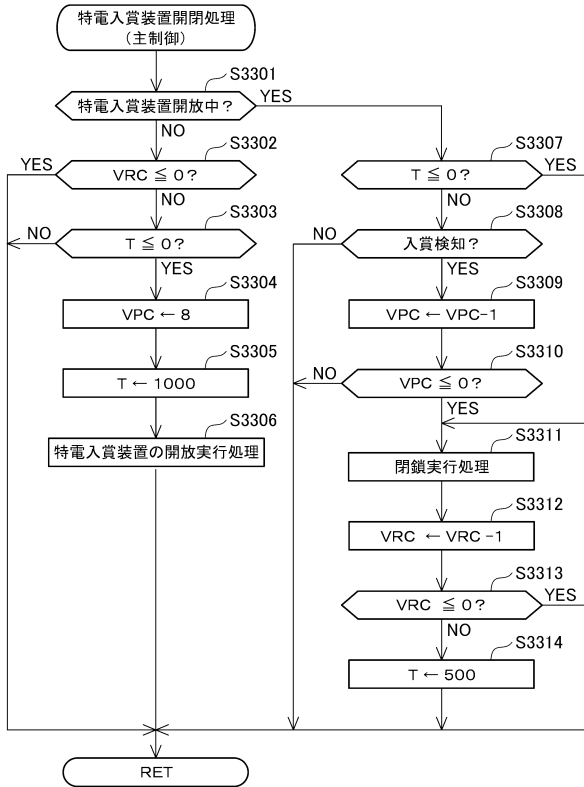 特電入賞装置開閉処理
(主制御)
S3301
特電入賞装置開放中？
YES
NO
S3302
YES
VRC ≦ 0？
NO
S3303
NO
T ≦ 0？
YES
S3304
VPC ← 8
S3305
T ← 1000
S3306
特電入賞装置の開放実行処理
S3307
T ≦ 0？
YES
NO
S3308
NO
入賞検知？
YES
S3309
VPC ← VPC-1
S3310
NO
VPC ≦ 0？
YES
S3311
閉鎖実行処理
S3312
VRC ← VRC -1
S3313
VRC ≦ 0？
YES
NO
S3314
T ← 500
RET